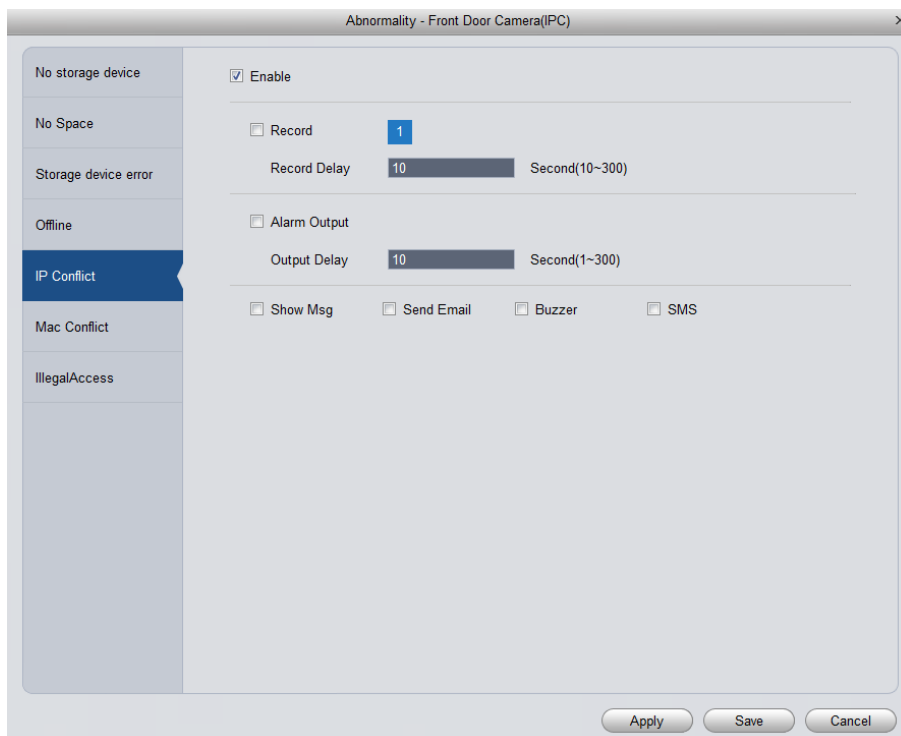 Abnormality - Front Door Camera(IPC)
No storage device
No Space
Storage device error
Offline
IP Conflict
Mac Conflict
IllegalAccess
Enable
Record 1
Record Delay 10 Second(10~300)
Alarm Output
Output Delay 10 Second(1~300)
Show Msg Send Email Buzzer SMS
Apply Save Cancel